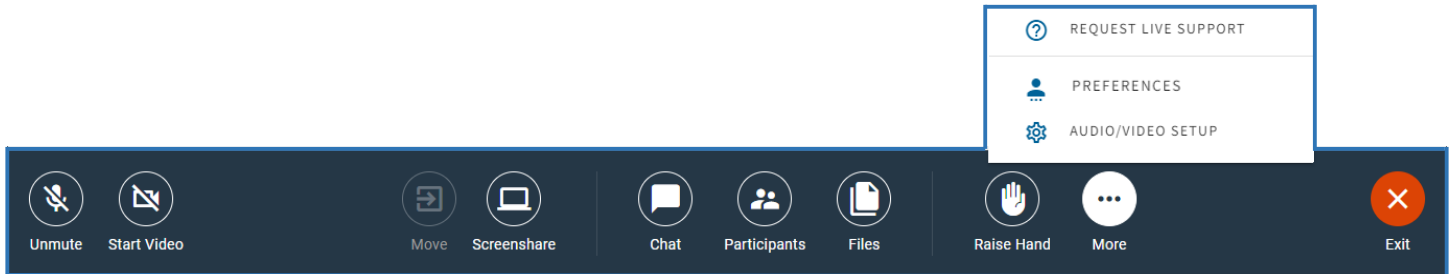 REQUEST LIVE SUPPORT
PREFERENCES
AUDIO/VIDEO SETUP
Unmute Start Video Move Screenshare Chat Participants Files Raise Hand More Exit